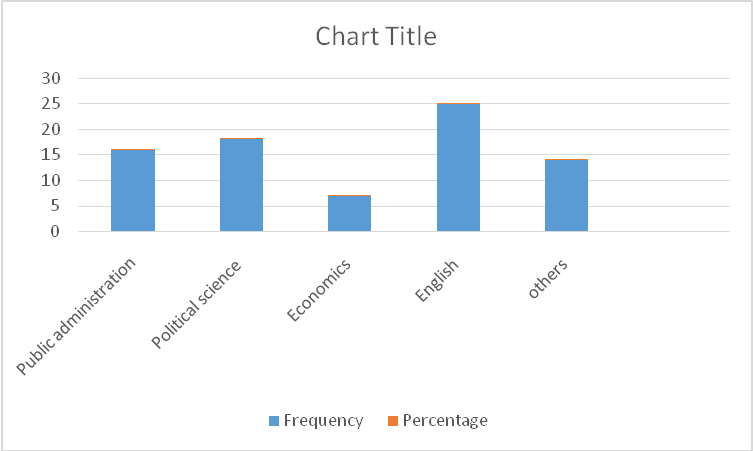 Chart Title
30
25
20
15
10
5
0
Public administration
Political science
Economics
English
others
Frequency
Percentage